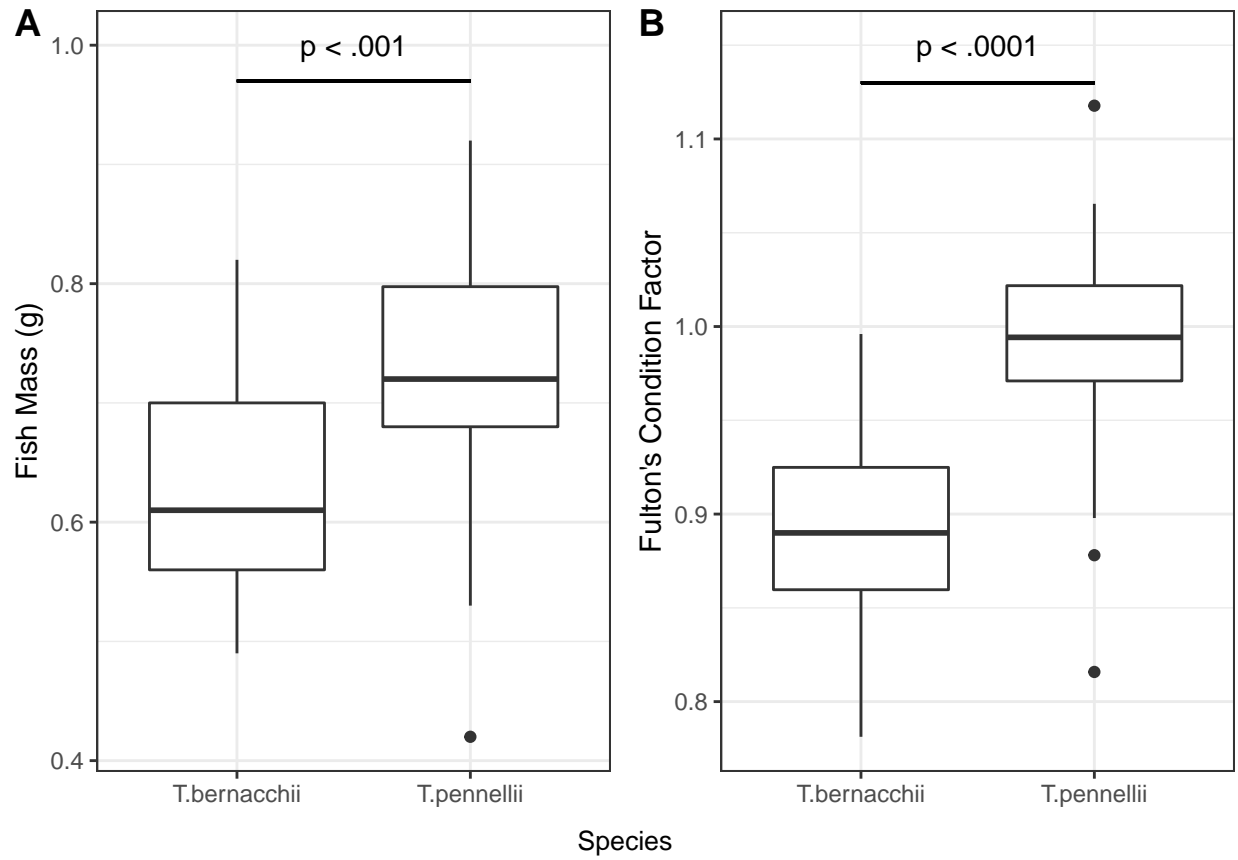 A
p < .001
Fish Mass (g)
1.0
0.8
0.6
0.4
T.bernacchii
T.pennellii
B
p < .0001
Fulton's Condition Factor
1.1
1.0
0.9
0.8
T.bernacchii
T.pennellii
Species